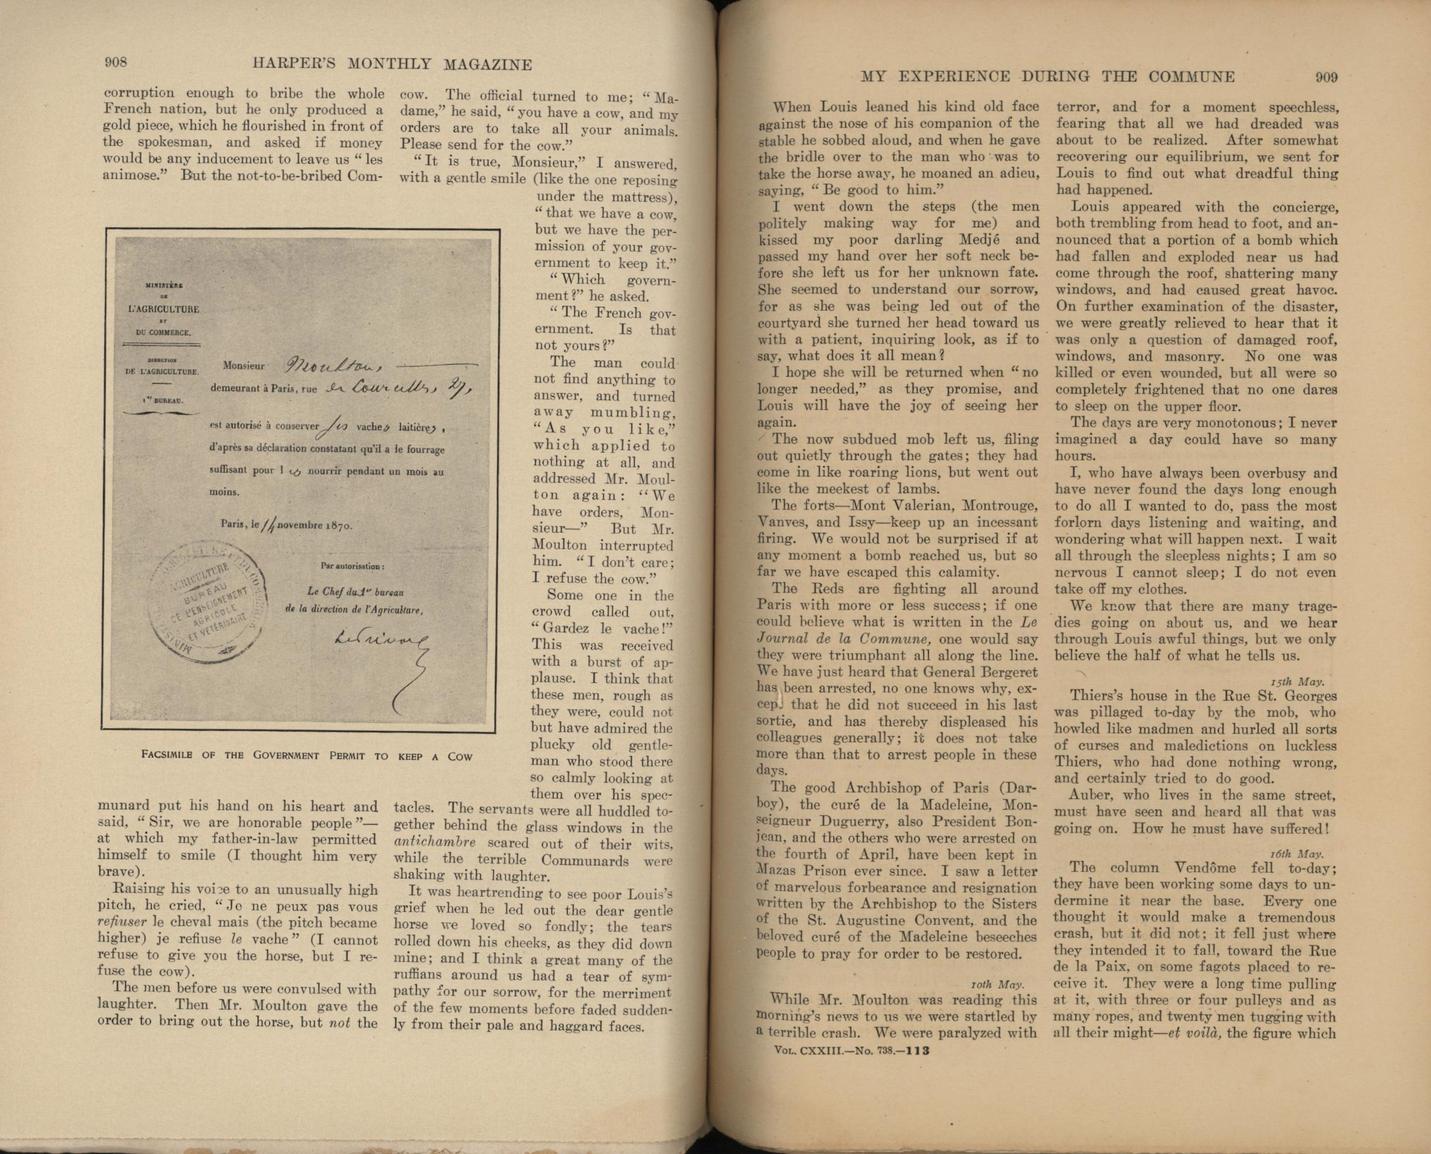 908
HARPER'S MONTHLY MAGAZINE
corruption enough to bribe the whole
French nation, but he only produced a
gold piece, which he flourished in front of
the spokesman, and asked if money
would be any inducement to leave us “ les
animose.” But the not-to-be-bribed Com-
MINISTÈRE
DE
L'AGRICULTURE
ET
DU COMMERCE.
DIRECTION
DE L'AGRICULTURE.
1er BUREAU.
Monsieur Moulton,
demeurant à Paris, rue de Courcelles, 27,
est autorisé à conserver ses vaches laitières,
d'après sa déclaration constatant qu'il a le fourrage
suffisant pour les nourrir pendant un mois au
moins.
Paris, le 14 novembre 1870.
Par autorisation :
Le Chef du 1er bureau
de la direction de l'Agriculture,
AGRICULTURE
BUREAU
DE L'ENSEIGNEMENT
AGRICOLE
ET VÉTÉRINAIRE
FACSIMILE OF THE GOVERNMENT PERMIT TO KEEP A COW
munard put his hand on his heart and
said, “ Sir, we are honorable people ”—
at which my father-in-law permitted
himself to smile (I thought him very
brave).
Raising his voice to an unusually high
pitch, he cried, “ Je ne peux pas vous
refiuser le cheval mais (the pitch became
higher) je refiuse le vache ” (I cannot
refuse to give you the horse, but I re-
fuse the cow).
The men before us were convulsed with
laughter. Then Mr. Moulton gave the
order to bring out the horse, but not the
cow. The official turned to me; “ Ma-
dame,” he said, “ you have a cow, and my
orders are to take all your animals.
Please send for the cow.”
“ It is true, Monsieur,” I answered,
with a gentle smile (like the one reposing
under the mattress),
“ that we have a cow,
but we have the per-
mission of your gov-
ernment to keep it.”
“ Which govern-
ment?” he asked.
“ The French gov-
ernment. Is that
not yours?”
The man could
not find anything to
answer, and turned
away mumbling,
“As you like,”
which applied to
nothing at all, and
addressed Mr. Moul-
ton again: “We
have orders, Mon-
sieur—” But Mr.
Moulton interrupted
him. “ I don't care;
I refuse the cow.”
Some one in the
crowd called out,
“ Gardez le vache!”
This was received
with a burst of ap-
plause. I think that
these men, rough as
they were, could not
but have admired the
plucky old gentle-
man who stood there
so calmly looking at
them over his spec-
tacles. The servants were all huddled to-
gether behind the glass windows in the
antichambre scared out of their wits,
while the terrible Communards were
shaking with laughter.
It was heartrending to see poor Louis's
grief when he led out the dear gentle
horse we loved so fondly; the tears
rolled down his cheeks, as they did down
mine; and I think a great many of the
ruffians around us had a tear of sym-
pathy for our sorrow, for the merriment
of the few moments before faded sudden-
ly from their pale and haggard faces.
MY EXPERIENCE DURING THE COMMUNE
909
When Louis leaned his kind old face
against the nose of his companion of the
stable he sobbed aloud, and when he gave
the bridle over to the man who was to
take the horse away, he moaned an adieu,
saying, “ Be good to him.”
I went down the steps (the men
politely making way for me) and
kissed my poor darling Medjé and
passed my hand over her soft neck be-
fore she left us for her unknown fate.
She seemed to understand our sorrow,
for as she was being led out of the
courtyard she turned her head toward us
with a patient, inquiring look, as if to
say, what does it all mean?
I hope she will be returned when “ no
longer needed,” as they promise, and
Louis will have the joy of seeing her
again.
The now subdued mob left us, filing
out quietly through the gates; they had
come in like roaring lions, but went out
like the meekest of lambs.
The forts—Mont Valerian, Montrouge,
Vanves, and Issy—keep up an incessant
firing. We would not be surprised if at
any moment a bomb reached us, but so
far we have escaped this calamity.
The Reds are fighting all around
Paris with more or less success; if one
could believe what is written in the Le
Journal de la Commune, one would say
they were triumphant all along the line.
We have just heard that General Bergeret
has been arrested, no one knows why, ex-
cept that he did not succeed in his last
sortie, and has thereby displeased his
colleagues generally; it does not take
more than that to arrest people in these
days.
The good Archbishop of Paris (Dar-
boy), the curé de la Madeleine, Mon-
seigneur Duguerry, also President Bon-
jean, and the others who were arrested on
the fourth of April, have been kept in
Mazas Prison ever since. I saw a letter
of marvelous forbearance and resignation
written by the Archbishop to the Sisters
of the St. Augustine Convent, and the
beloved curé of the Madeleine beseeches
people to pray for order to be restored.
10th May.
While Mr. Moulton was reading this
morning's news to us we were startled by
a terrible crash. We were paralyzed with
VOL. CXXIII.—No. 738.—113
terror, and for a moment speechless,
fearing that all we had dreaded was
about to be realized. After somewhat
recovering our equilibrium, we sent for
Louis to find out what dreadful thing
had happened.
Louis appeared with the concierge,
both trembling from head to foot, and an-
nounced that a portion of a bomb which
had fallen and exploded near us had
come through the roof, shattering many
windows, and had caused great havoc.
On further examination of the disaster,
we were greatly relieved to hear that it
was only a question of damaged roof,
windows, and masonry. No one was
killed or even wounded, but all were so
completely frightened that no one dares
to sleep on the upper floor.
The days are very monotonous; I never
imagined a day could have so many
hours.
I, who have always been overbusy and
have never found the days long enough
to do all I wanted to do, pass the most
forlorn days listening and waiting, and
wondering what will happen next. I wait
all through the sleepless nights; I am so
nervous I cannot sleep; I do not even
take off my clothes.
We know that there are many trage-
dies going on about us, and we hear
through Louis awful things, but we only
believe the half of what he tells us.
15th May.
Thiers's house in the Rue St. Georges
was pillaged to-day by the mob, who
howled like madmen and hurled all sorts
of curses and maledictions on luckless
Thiers, who had done nothing wrong,
and certainly tried to do good.
Auber, who lives in the same street,
must have seen and heard all that was
going on. How he must have suffered!
16th May.
The column Vendôme fell to-day;
they have been working some days to un-
dermine it near the base. Every one
thought it would make a tremendous
crash, but it did not; it fell just where
they intended it to fall, toward the Rue
de la Paix, on some fagots placed to re-
ceive it. They were a long time pulling
at it, with three or four pulleys and as
many ropes, and twenty men tugging with
all their might—et voilà, the figure which